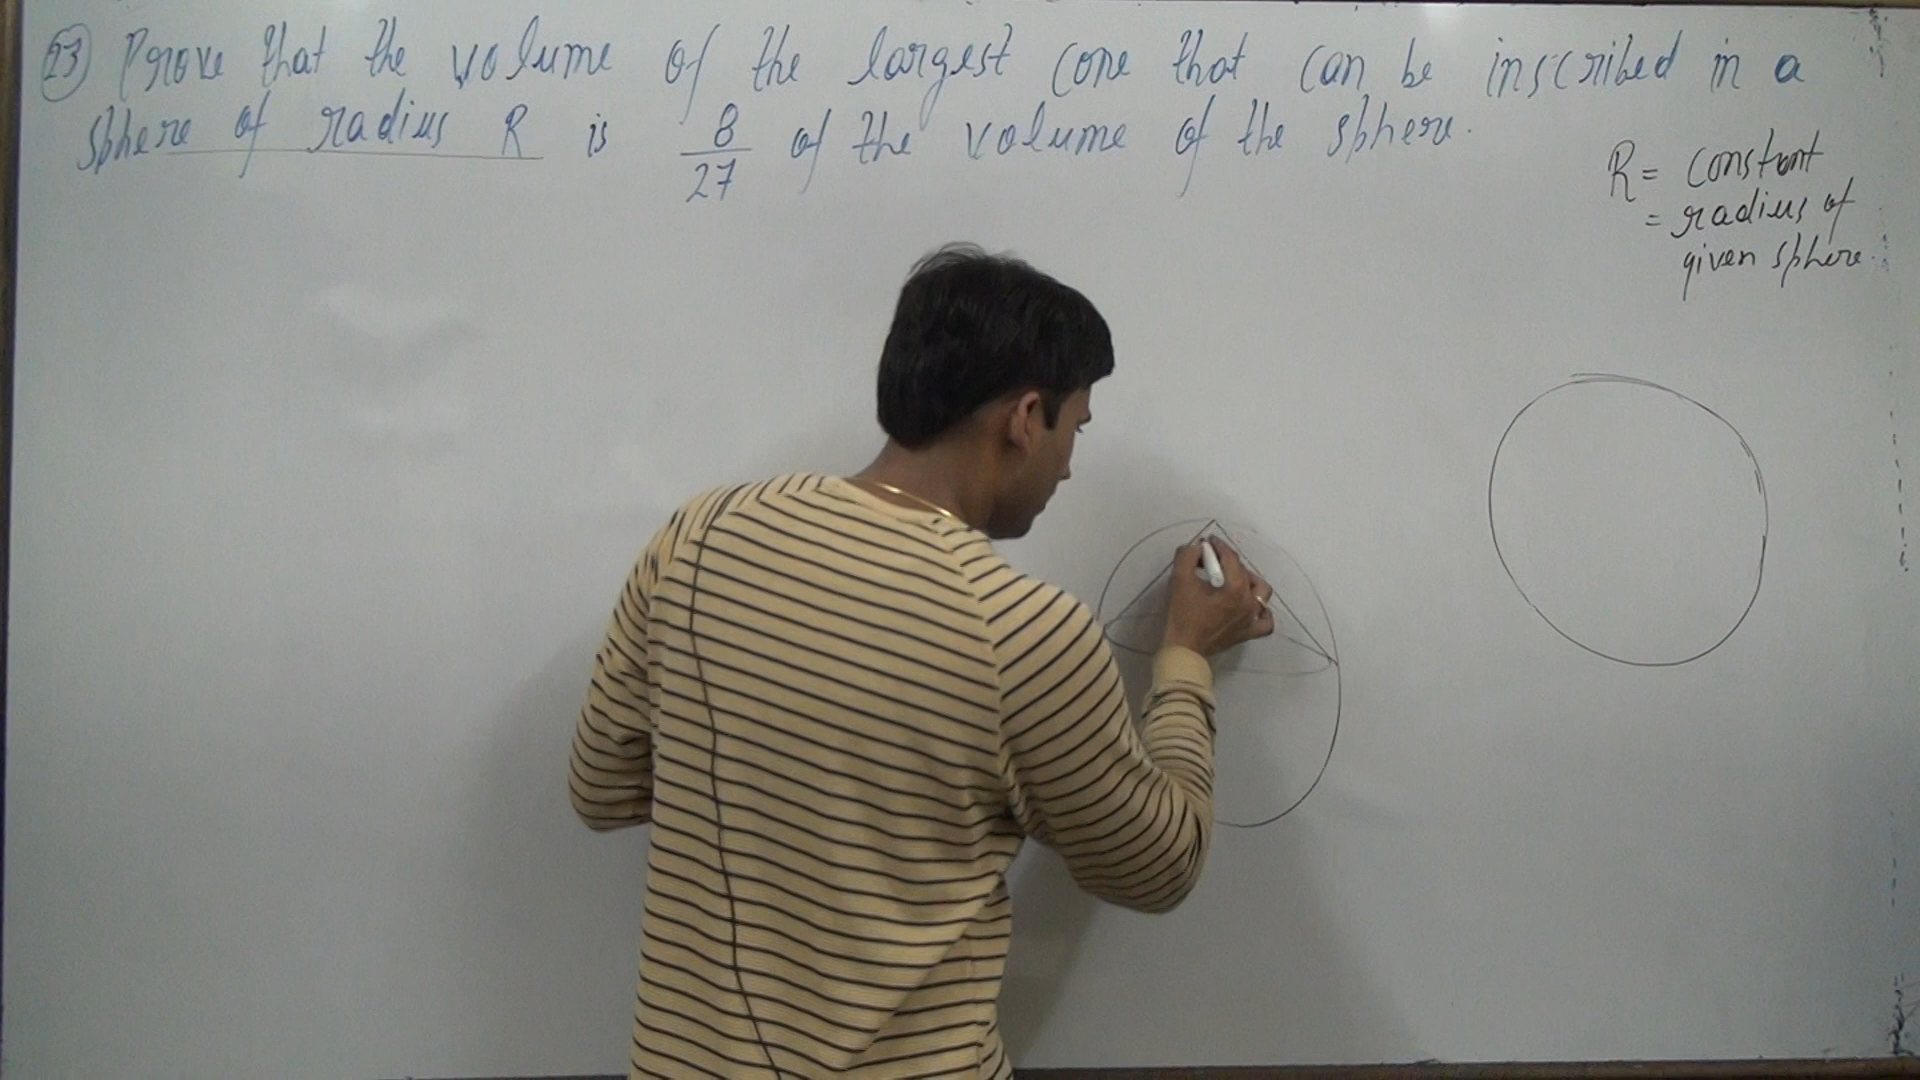 23 Prove that the volume of the largest cone that can be inscribed in a
sphere of radius R is 8/27 of the volume of the sphere.
R = constant
= radius of
given sphere.